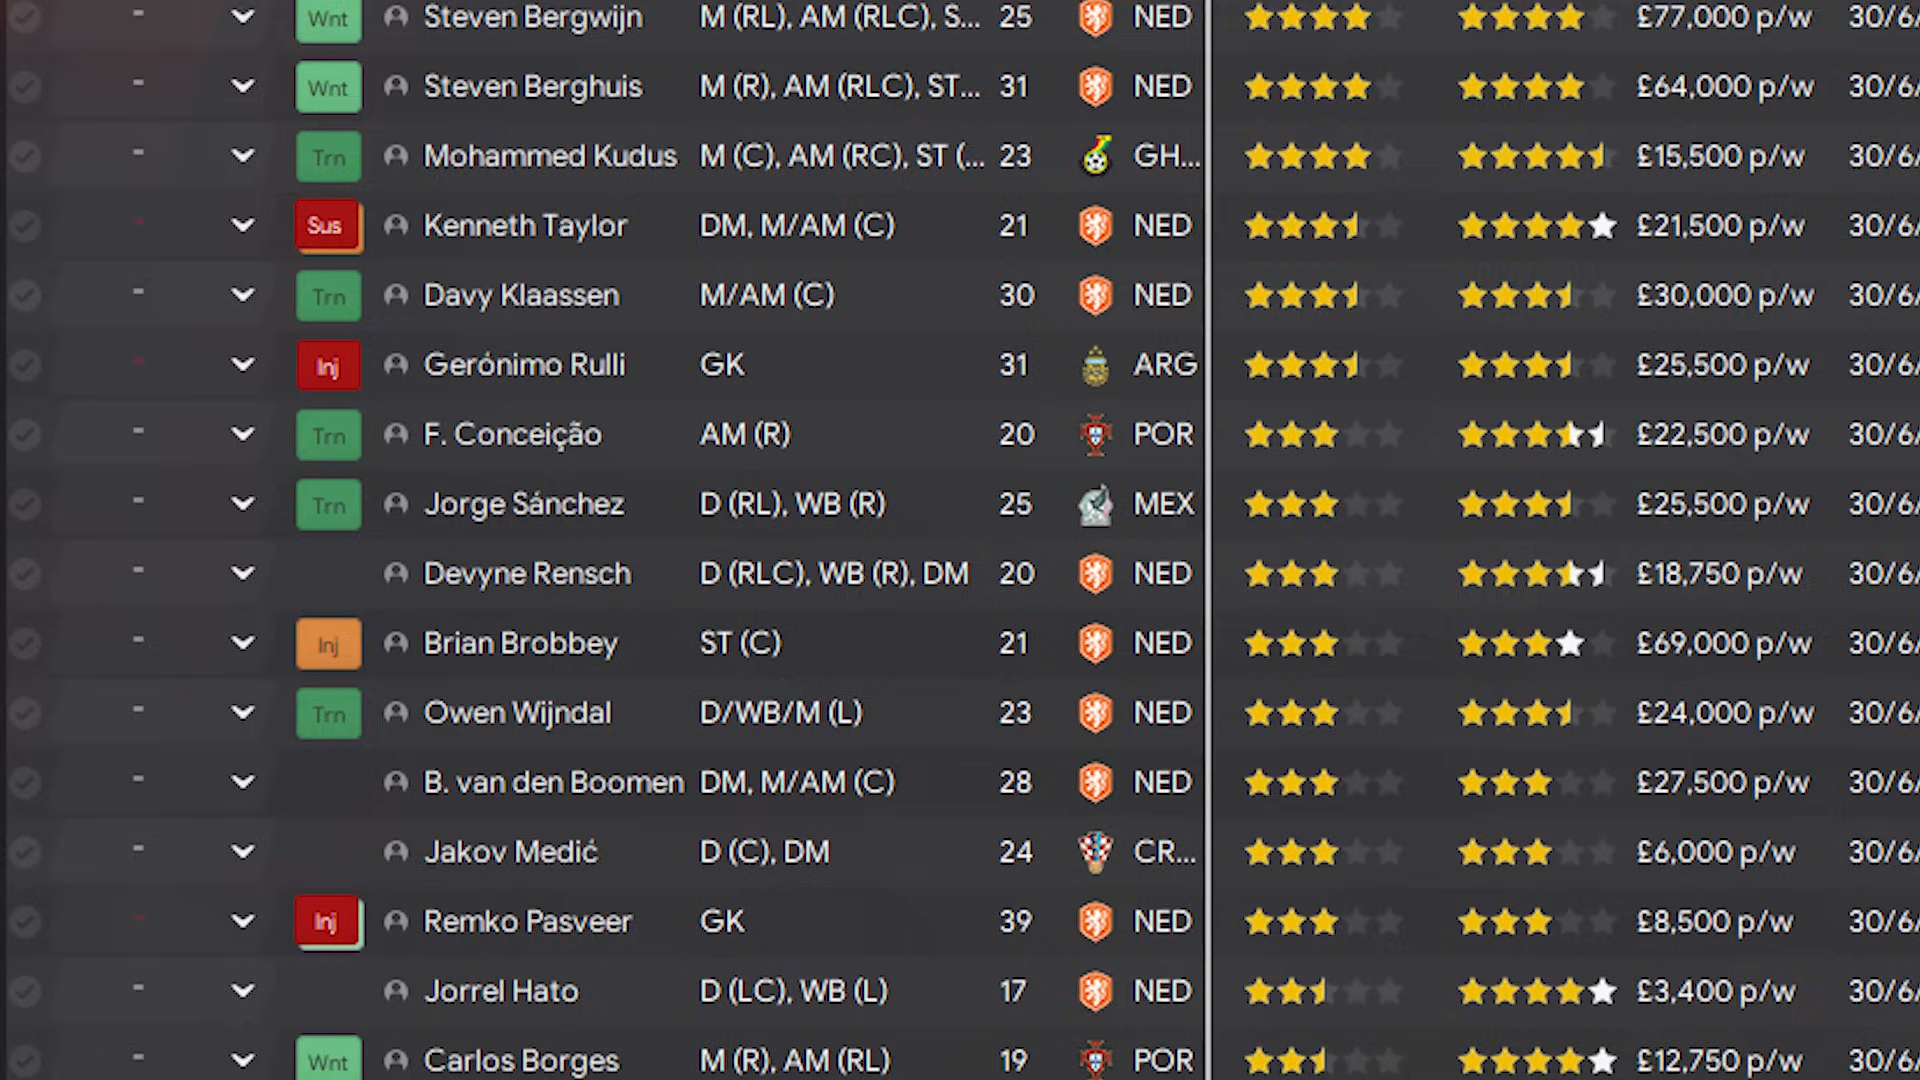 - Wnt Steven Bergwijn M (RL), AM (RLC), S... 25 NED £77,000 p/w 30/6/
- Wnt Steven Berghuis M (R), AM (RLC), ST... 31 NED £64,000 p/w 30/6/
- Trn Mohammed Kudus M (C), AM (RC), ST (... 23 GH... £15,500 p/w 30/6/
- Sus Kenneth Taylor DM, M/AM (C) 21 NED £21,500 p/w 30/6/
- Trn Davy Klaassen M/AM (C) 30 NED £30,000 p/w 30/6/
- Inj Gerónimo Rulli GK 31 ARG £25,500 p/w 30/6/
- Trn F. Conceição AM (R) 20 POR £22,500 p/w 30/6/
- Trn Jorge Sánchez D (RL), WB (R) 25 MEX £25,500 p/w 30/6/
- Devyne Rensch D (RLC), WB (R), DM 20 NED £18,750 p/w 30/6/
- Inj Brian Brobbey ST (C) 21 NED £69,000 p/w 30/6/
- Trn Owen Wijndal D/WB/M (L) 23 NED £24,000 p/w 30/6/
- B. van den Boomen DM, M/AM (C) 28 NED £27,500 p/w 30/6/
- Jakov Medić D (C), DM 24 CR... £6,000 p/w 30/6/
- Inj Remko Pasveer GK 39 NED £8,500 p/w 30/6/
- Jorrel Hato D (LC), WB (L) 17 NED £3,400 p/w 30/6/
- Wnt Carlos Borges M (R), AM (RL) 19 POR £12,750 p/w 30/6/